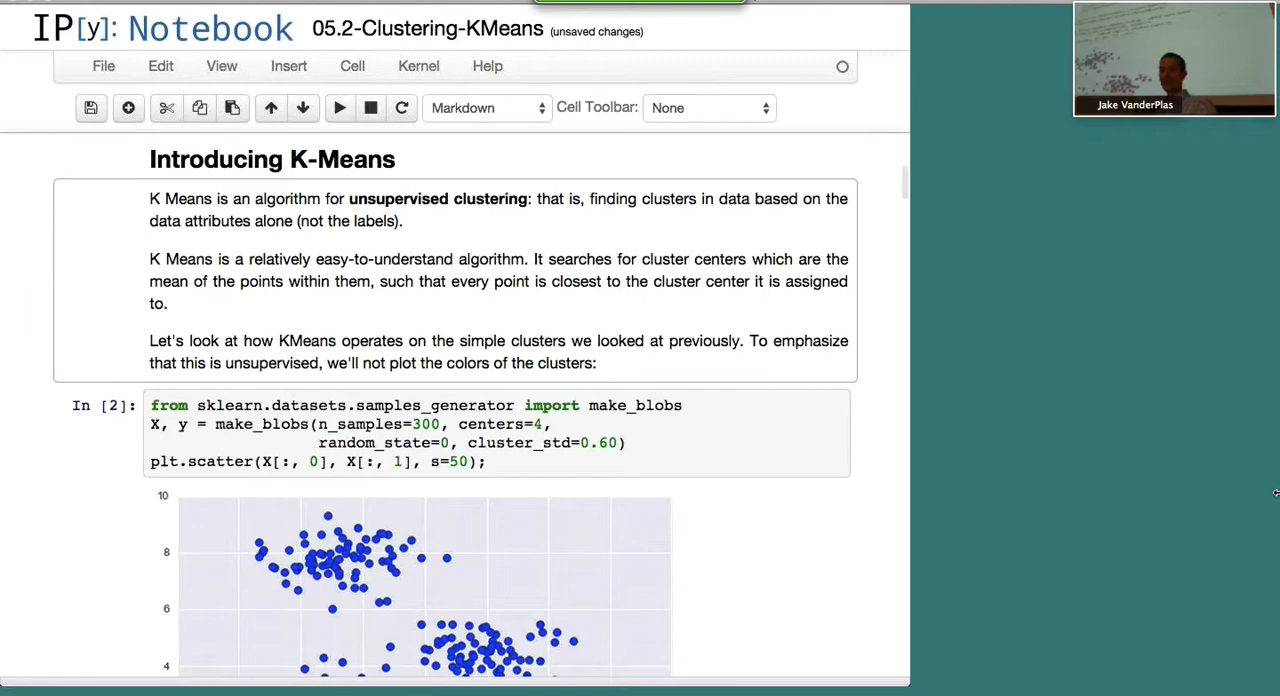 IP[y]: Notebook 05.2-Clustering-KMeans (unsaved changes)
Jake VanderPlas
File Edit View Insert Cell Kernel Help
Markdown Cell Toolbar: None
Introducing K-Means
K Means is an algorithm for unsupervised clustering: that is, finding clusters in data based on the
data attributes alone (not the labels).
K Means is a relatively easy-to-understand algorithm. It searches for cluster centers which are the
mean of the points within them, such that every point is closest to the cluster center it is assigned
to.
Let's look at how KMeans operates on the simple clusters we looked at previously. To emphasize
that this is unsupervised, we'll not plot the colors of the clusters:
In [2]: from sklearn.datasets.samples_generator import make_blobs
X, y = make_blobs(n_samples=300, centers=4,
random_state=0, cluster_std=0.60)
plt.scatter(X[:, 0], X[:, 1], s=50);
10
8
6
4